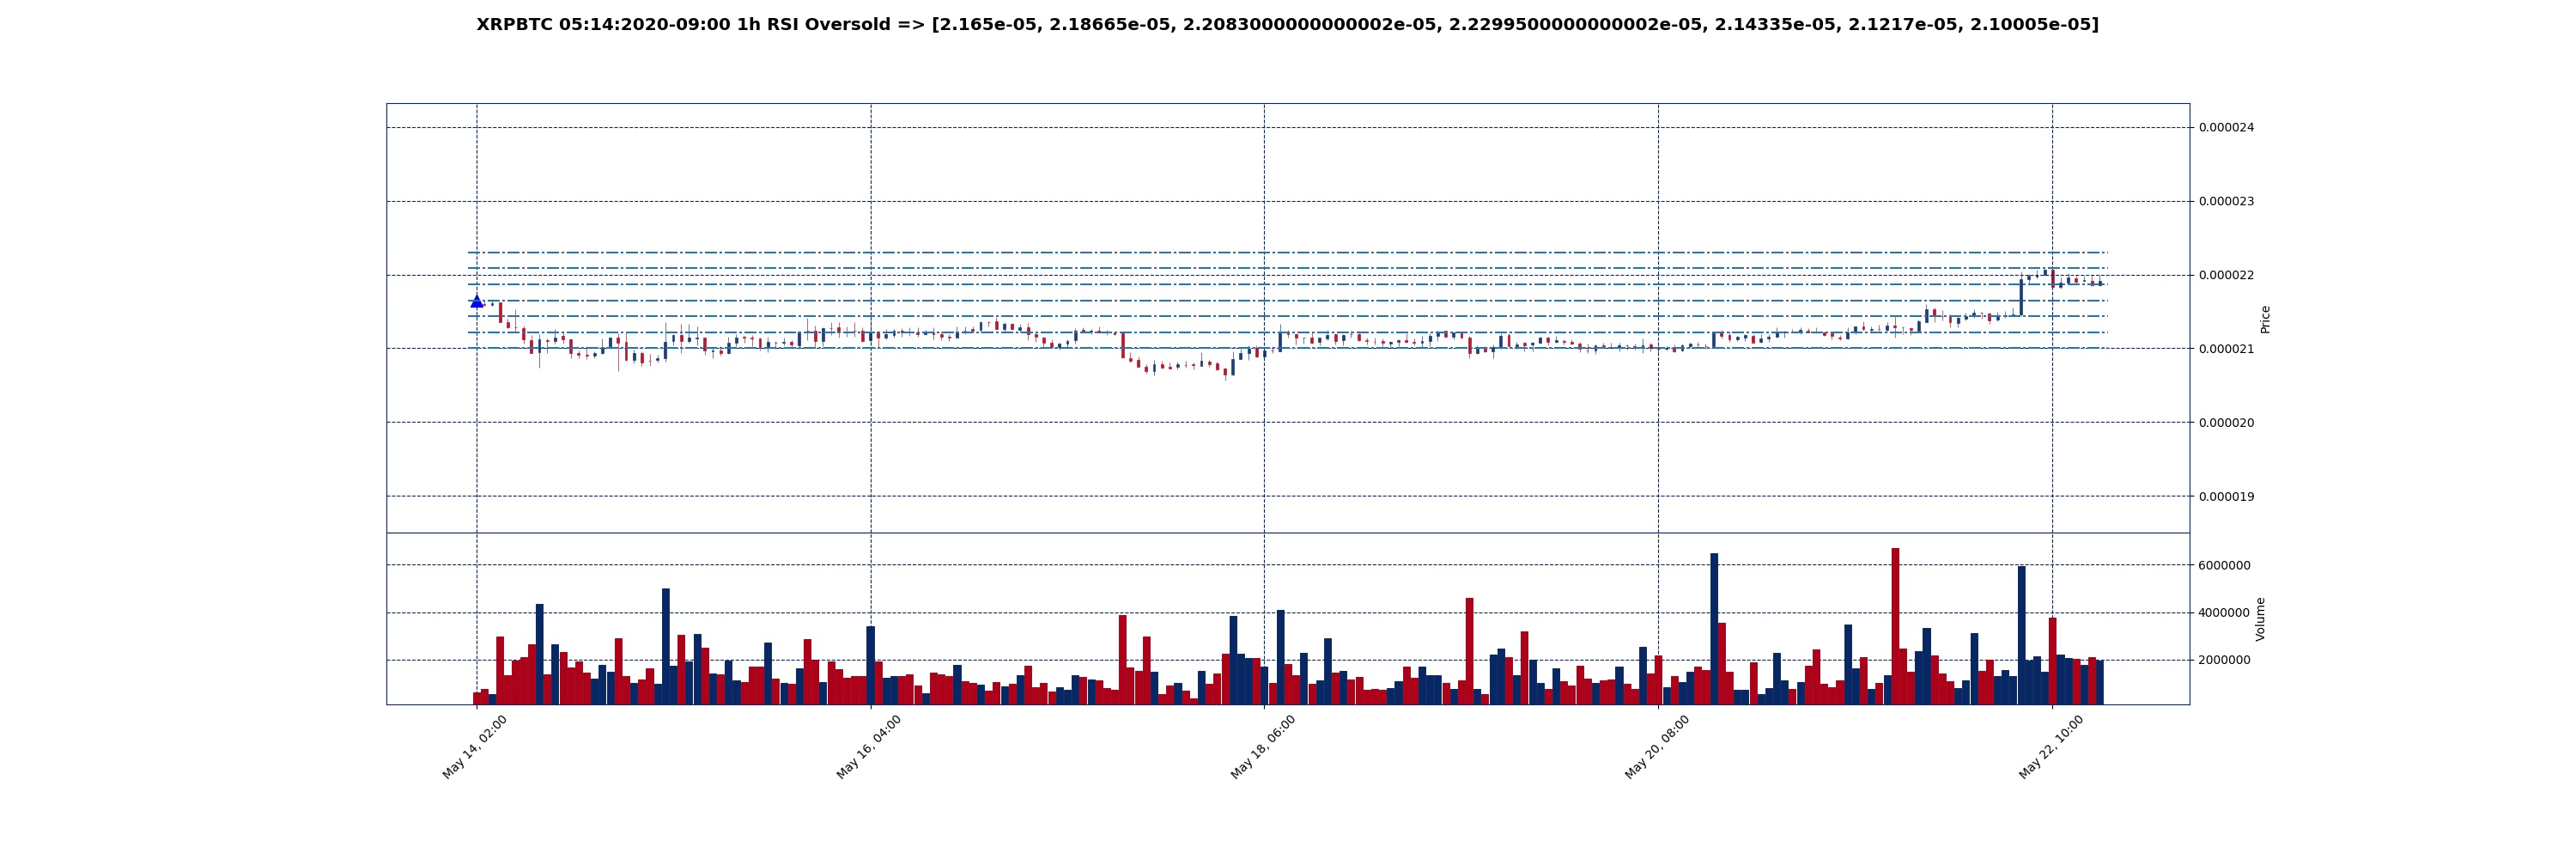 XRPBTC 05:14:2020-09:00 1h RSI Oversold => [2.165e-05, 2.18665e-05, 2.2083000000000002e-05, 2.2299500000000002e-05, 2.14335e-05, 2.1217e-05, 2.10005e-05]
0.000024
0.000023
0.000022
0.000021
0.000020
0.000019
Price
6000000
4000000
2000000
Volume
May 14, 02:00
May 16, 04:00
May 18, 06:00
May 20, 08:00
May 22, 10:00